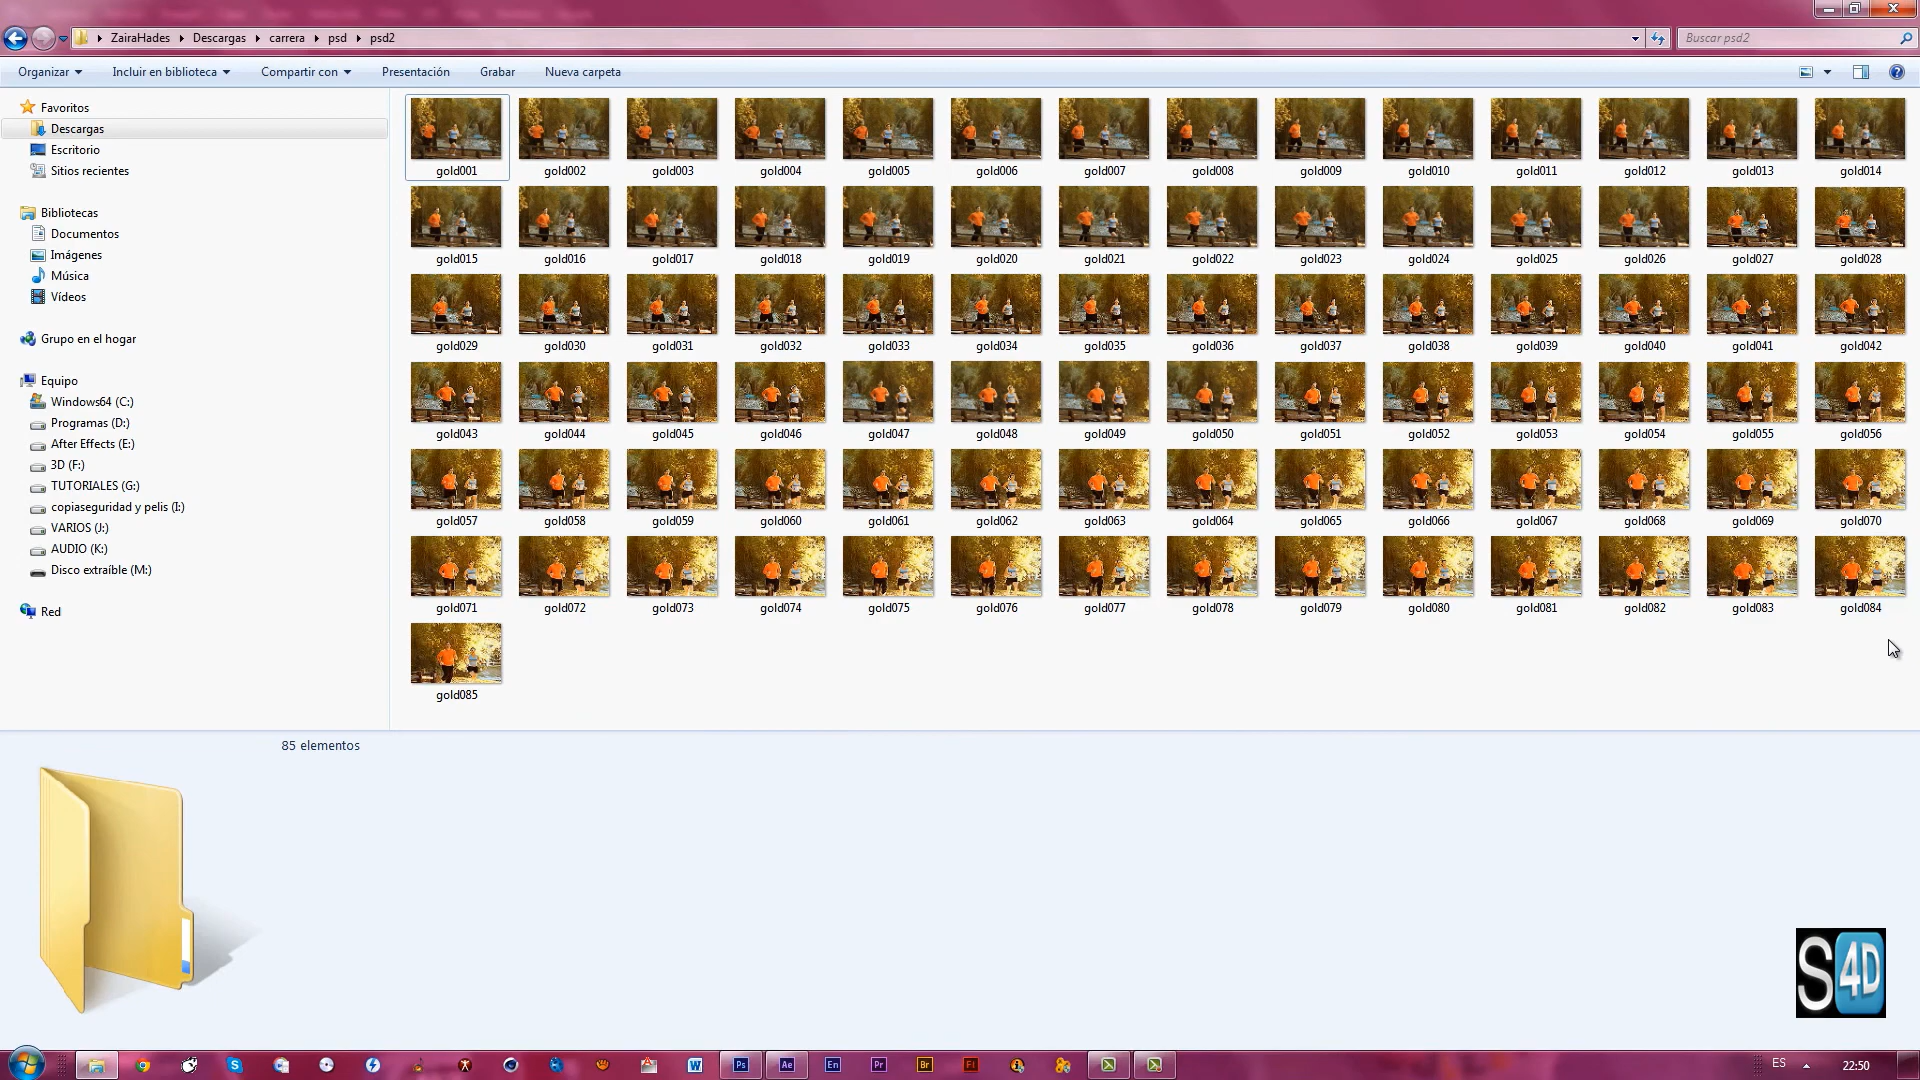 ZairaHades Descargas carrera psd psd2
Buscar psd2
Organizar Incluir en biblioteca Compartir con Presentación Grabar Nueva carpeta
Favoritos
Descargas
Escritorio
Sitios recientes
Bibliotecas
Documentos
Imágenes
Música
Vídeos
Grupo en el hogar
Equipo
Windows64 (C:)
Programas (D:)
After Effects (E:)
3D (F:)
TUTORIALES (G:)
copiaseguridad y pelis (I:)
VARIOS (J:)
AUDIO (K:)
Disco extraíble (M:)
Red
gold001 gold002 gold003 gold004 gold005 gold006 gold007 gold008 gold009 gold010 gold011 gold012 gold013 gold014
gold015 gold016 gold017 gold018 gold019 gold020 gold021 gold022 gold023 gold024 gold025 gold026 gold027 gold028
gold029 gold030 gold031 gold032 gold033 gold034 gold035 gold036 gold037 gold038 gold039 gold040 gold041 gold042
gold043 gold044 gold045 gold046 gold047 gold048 gold049 gold050 gold051 gold052 gold053 gold054 gold055 gold056
gold057 gold058 gold059 gold060 gold061 gold062 gold063 gold064 gold065 gold066 gold067 gold068 gold069 gold070
gold071 gold072 gold073 gold074 gold075 gold076 gold077 gold078 gold079 gold080 gold081 gold082 gold083 gold084
gold085
85 elementos
S4D
W Ps Ae En Pr Br Fl
ES 22:50